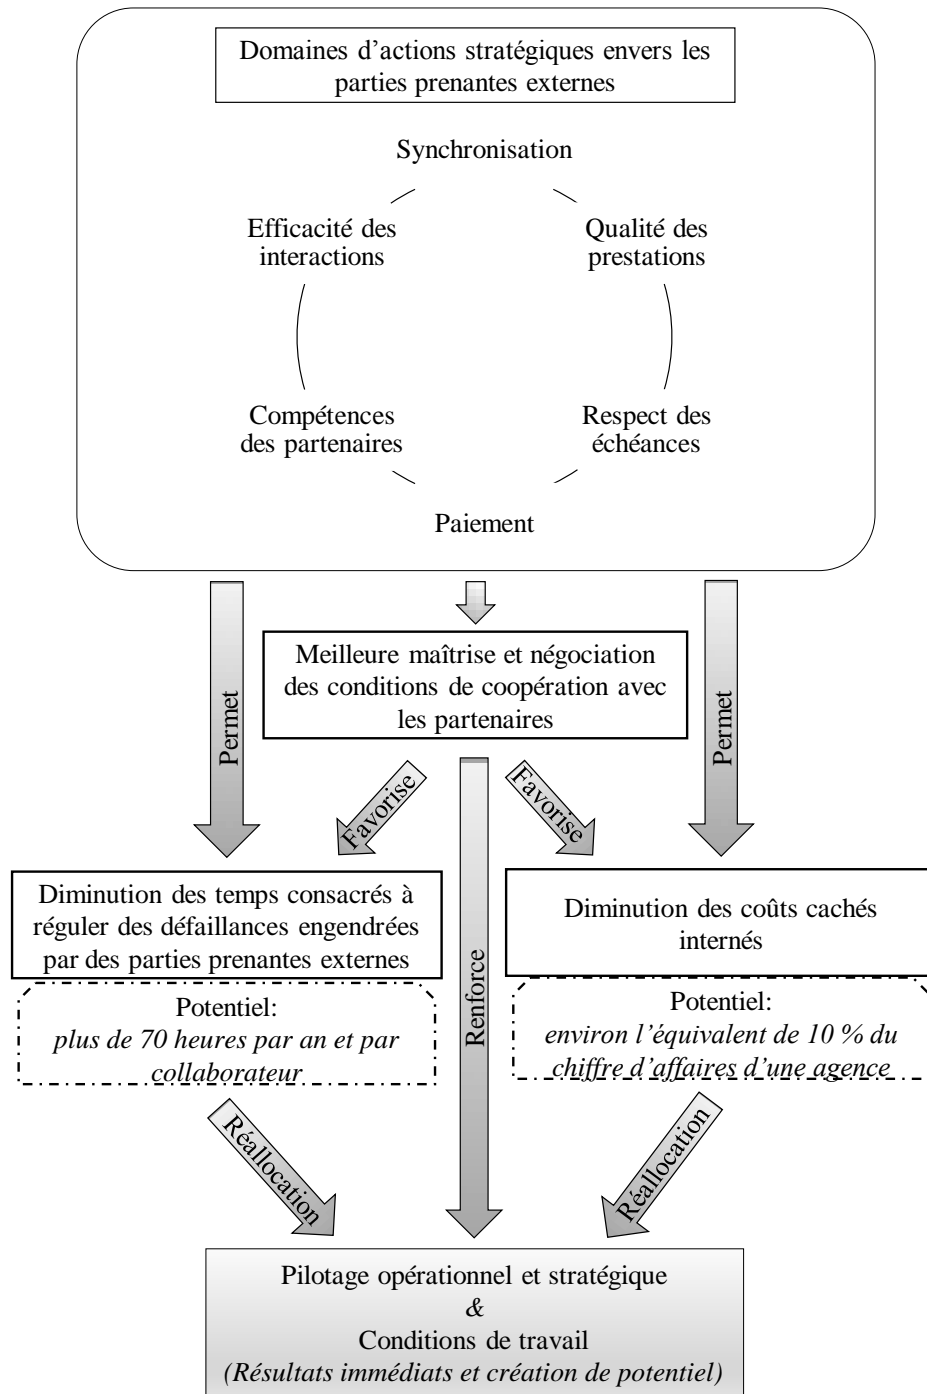 Domaines d’actions stratégiques envers les
parties prenantes externes
Synchronisation
Efficacité des
interactions
Qualité des
prestations
Compétences
des partenaires
Respect des
échéances
Paiement
Permet
Meilleure maîtrise et négociation
des conditions de coopération avec
les partenaires
Permet
Favorise
Favorise
Diminution des temps consacrés à
réguler des défaillances engendrées
par des parties prenantes externes
Diminution des coûts cachés
internés
Renforce
Potentiel:
plus de 70 heures par an et par
collaborateur
Potentiel:
environ l’équivalent de 10 % du
chiffre d’affaires d’une agence
Réallocation
Réallocation
Pilotage opérationnel et stratégique
&
Conditions de travail
(Résultats immédiats et création de potentiel)